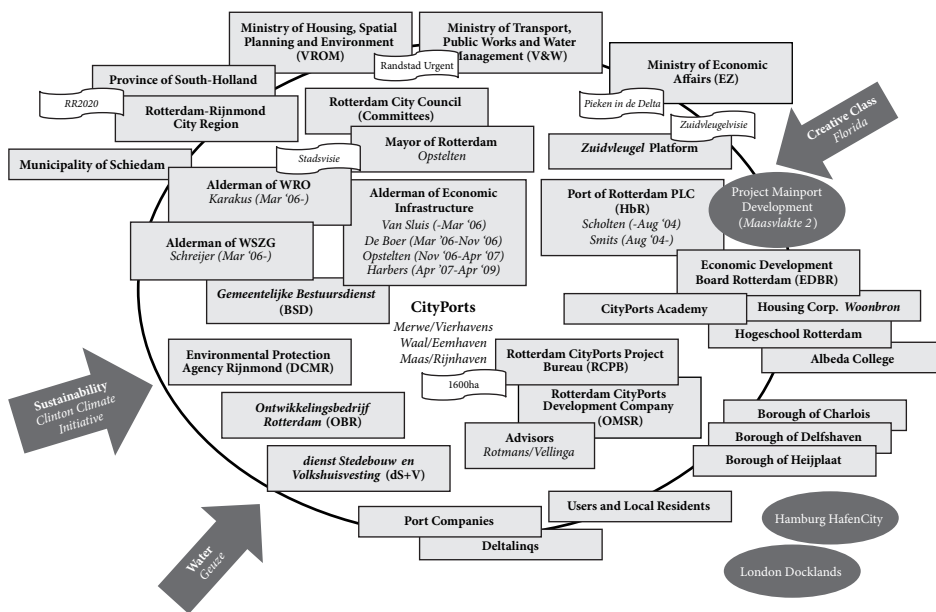 Ministry of Housing, Spatial
Planning and Environment
(VROM)
Ministry of Transport,
Public Works and Water
Management (V&W)
Randstad Urgent
Ministry of Economic
Affairs (EZ)
Province of South-Holland
RR2020
Rotterdam-Rijnmond
City Region
Rotterdam City Council
(Committees)
Pieken in de Delta
Zuidvleugelvisie
Creative Class
Florida
Mayor of Rotterdam
Opstelten
Zuidvleugel Platform
Municipality of Schiedam
Stadsvisie
Alderman of WRO
Karakus (Mar ‘06-)
Alderman of Economic
Infrastructure
Van Sluis (-Mar ‘06)
De Boer (Mar ‘06-Nov ‘06)
Opstelten (Nov ‘06-Apr ‘07)
Harbers (Apr ‘07-Apr ‘09)
Port of Rotterdam PLC
(HbR)
Scholten (-Aug ‘04)
Smits (Aug ‘04-)
Project Mainport
Development
(Maasvlakte 2)
Alderman of WSZG
Schreijer (Mar ‘06-)
Economic Development
Board Rotterdam (EDBR)
Gemeentelijke Bestuursdienst
(BSD)
CityPorts
Merwe/Vierhavens
Waal/Eemhaven
Maas/Rijnhaven
CityPorts Academy
Housing Corp. Woonbron
Hogeschool Rotterdam
Albeda College
Environmental Protection
Agency Rijnmond (DCMR)
Rotterdam CityPorts Project
Bureau (RCPB)
1600ha
Rotterdam CityPorts
Development Company
(OMSR)
Sustainability
Clinton Climate
Initiative
Ontwikkelingsbedrijf
Rotterdam (OBR)
Advisors
Rotmans/Vellinga
Borough of Charlois
Borough of Delfshaven
Borough of Heijplaat
dienst Stedebouw en
Volkshuisvesting (dS+V)
Users and Local Residents
Port Companies
Deltalinqs
Water
Geuze
Hamburg HafenCity
London Docklands